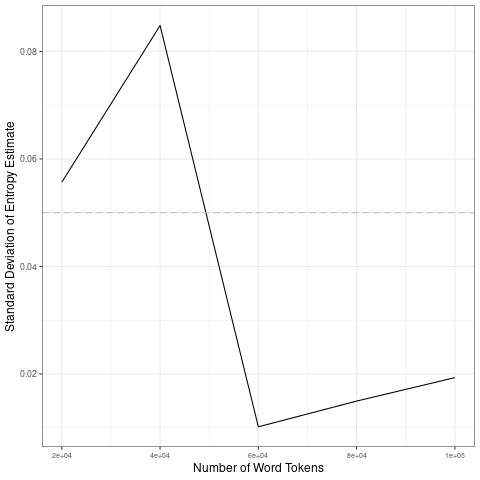 Standard Deviation of Entropy Estimate
0.08
0.06
0.04
0.02
2e+04 4e+04 6e+04 8e+04 1e+05
Number of Word Tokens